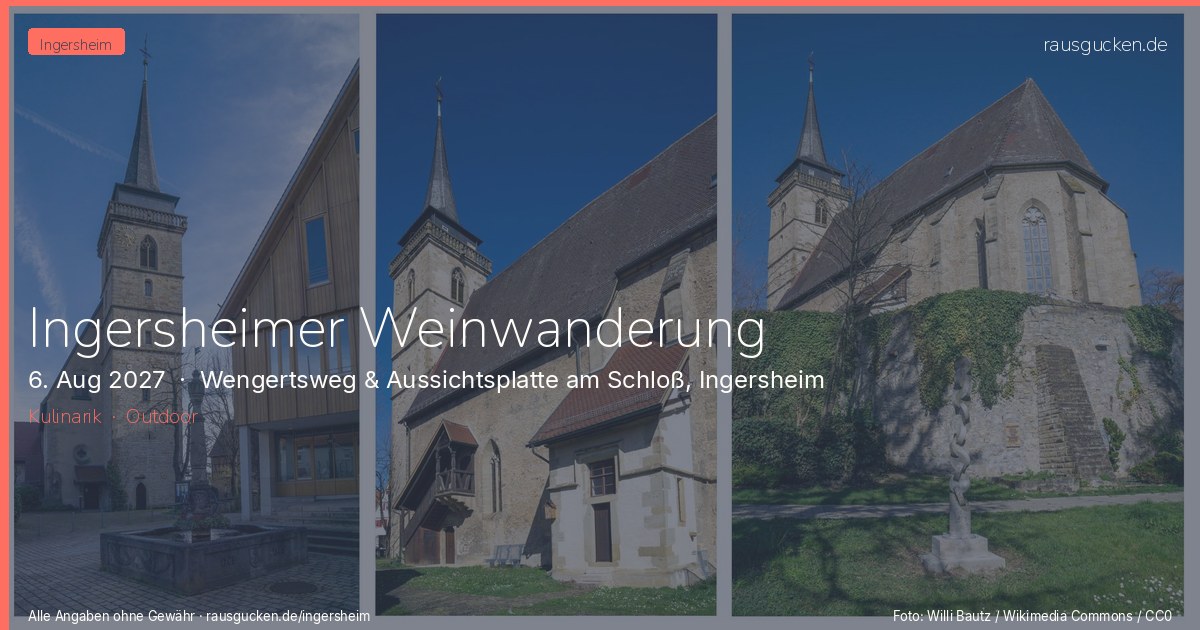 Ingersheim
rausgucken.de
Ingersheimer Weinwanderung
6. Aug 2027 · Wengertsweg & Aussichtsplatte am Schloß, Ingersheim
Kulinarik · Outdoor
Alle Angaben ohne Gewähr · rausgucken.de/ingersheim
Foto: Willi Bautz / Wikimedia Commons / CC0